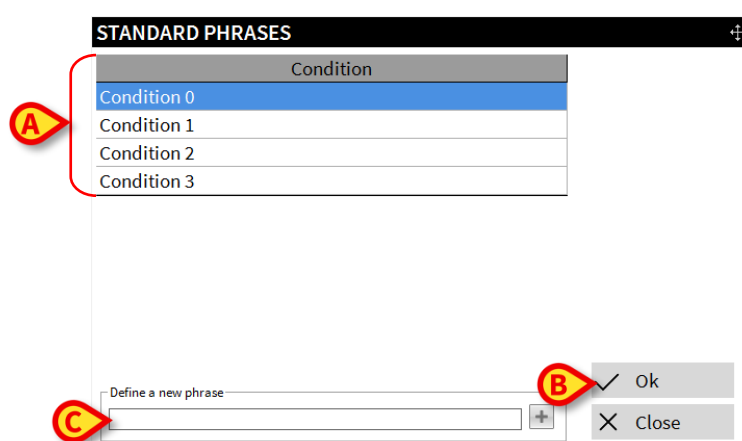 STANDARD PHRASES
Condition
Condition 0
A
Condition 1
Condition 2
Condition 3
B
Ok
Define a new phrase
C
+
Close